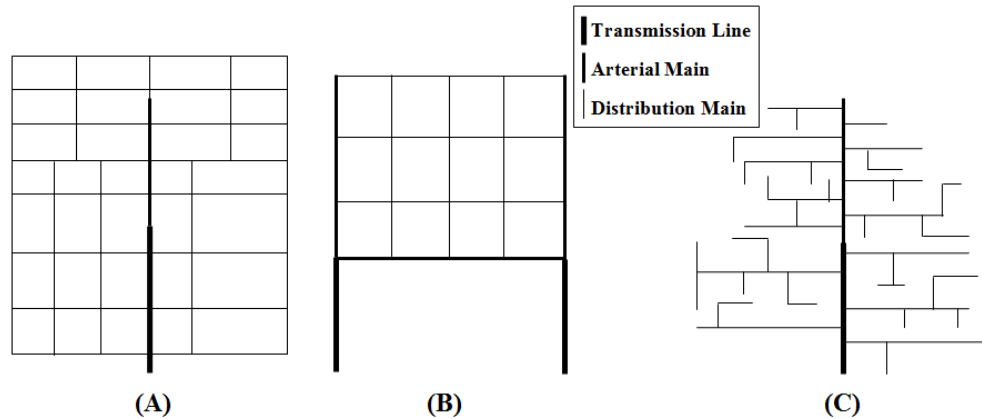 Transmission Line
Arterial Main
Distribution Main
(A)
(B)
(C)